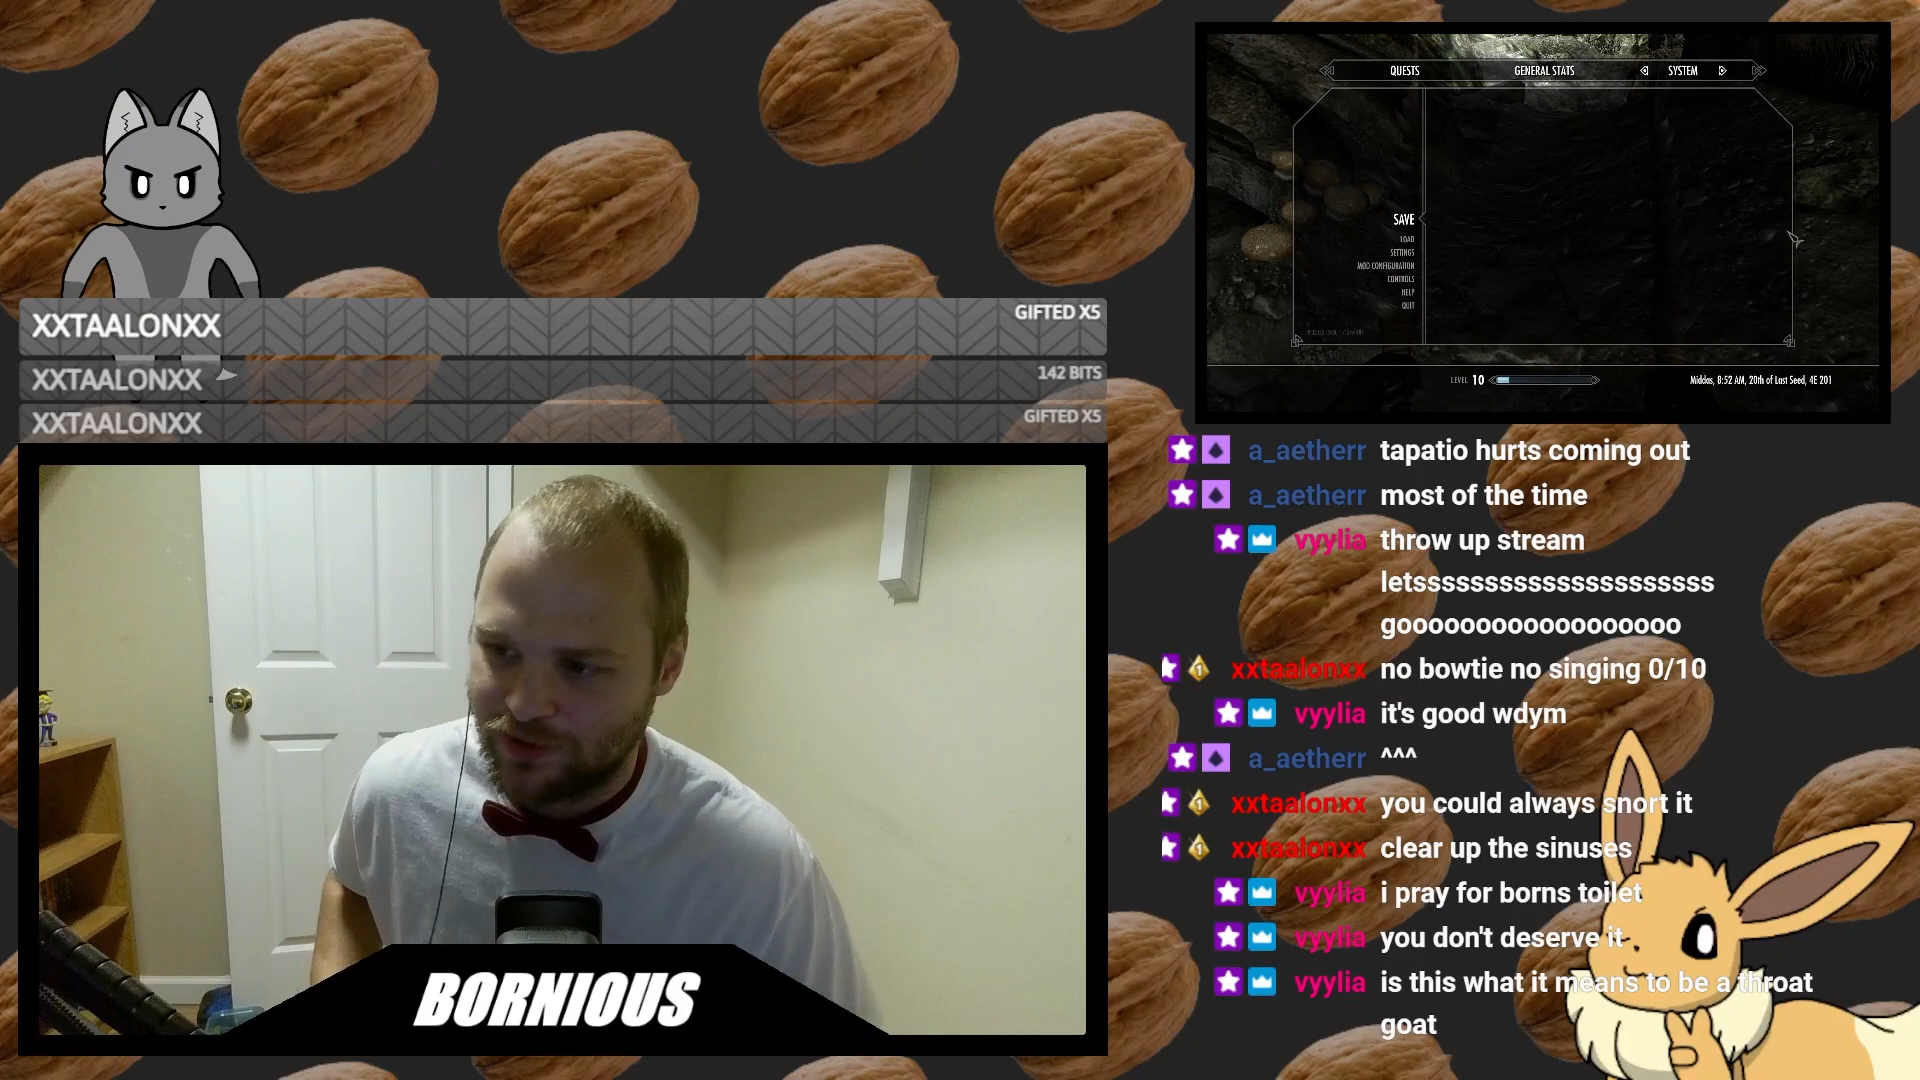 QUESTS GENERAL STATS SYSTEM
SAVE
LOAD
SETTINGS
MOD CONFIGURATION
CONTROLS
HELP
QUIT
LEVEL 10
Middas, 8:52 AM, 20th of Last Seed, 4E 201
XXTAALONXX GIFTED X5
XXTAALONXX 142 BITS
XXTAALONXX GIFTED X5
BORNIOUS
a_aetherr tapatio hurts coming out
a_aetherr most of the time
vyylia throw up stream
letsssssssssssssssssssss
goooooooooooooooooo
xxtaalonxx no bowtie no singing 0/10
vyylia it's good wdym
a_aetherr ^^^
xxtaalonxx you could always snort it
xxtaalonxx clear up the sinuses
vyylia i pray for borns toilet
vyylia you don't deserve it
vyylia is this what it means to be a throat
goat